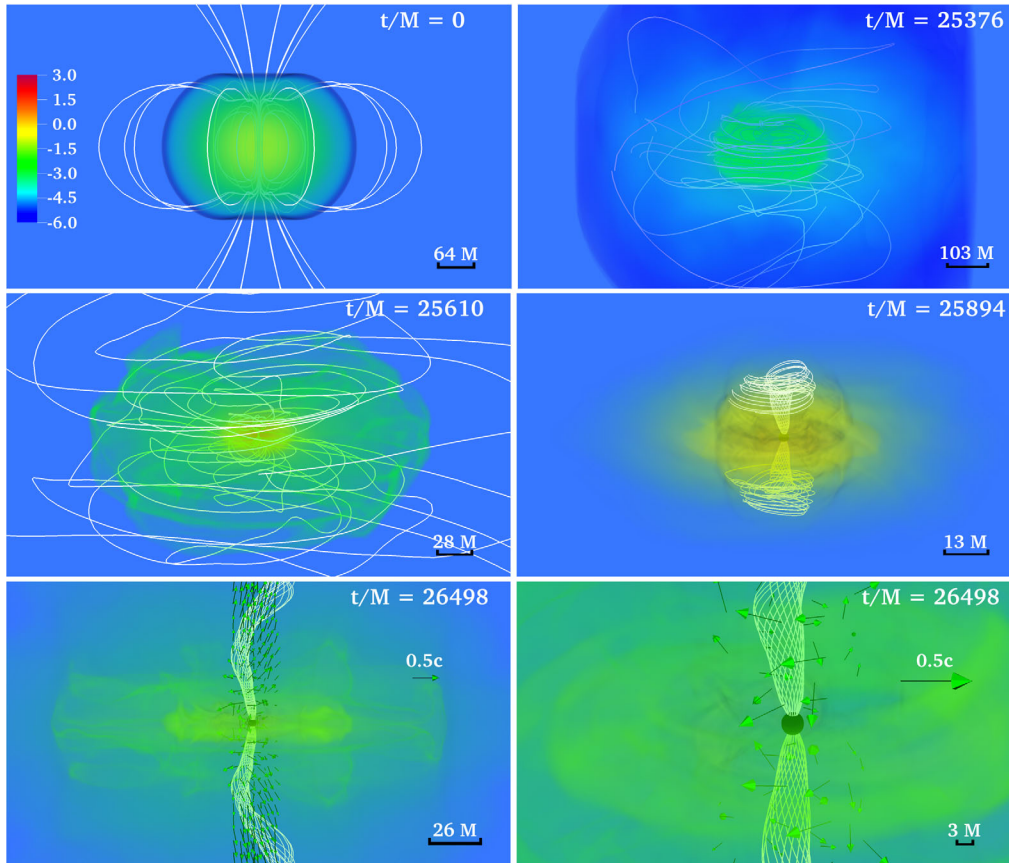 t/M = 0
3.0
1.5
0.0
-1.5
-3.0
-4.5
-6.0
64 M
t/M = 25376
103 M
t/M = 25610
28 M
t/M = 25894
13 M
t/M = 26498
0.5c
26 M
t/M = 26498
0.5c
3 M